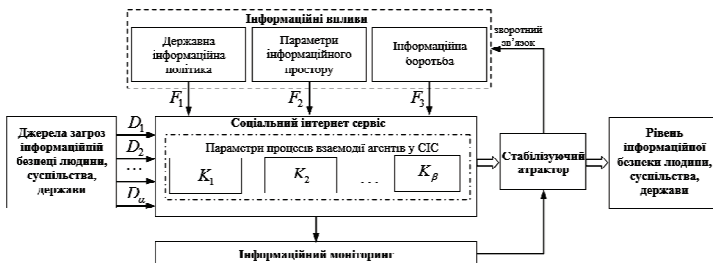 Інформаційні впливи
Державна
інформаційна
політика
Параметри
інформаційного
простору
Інформаційна
боротьба
зворотній
зв'язок
F1
F2
F3
Джерела загроз
інформаційній
безпеці людини,
суспільства,
держави
D1
D2
...
Dα
Соціальний інтернет сервіс
Параметри процесів взаємодії агентів у СІС
K1
K2
...
Kβ
Стабілізуючий
атрактор
Рівень
інформаційної
безпеки людини,
суспільства,
держави
Інформаційний моніторинг